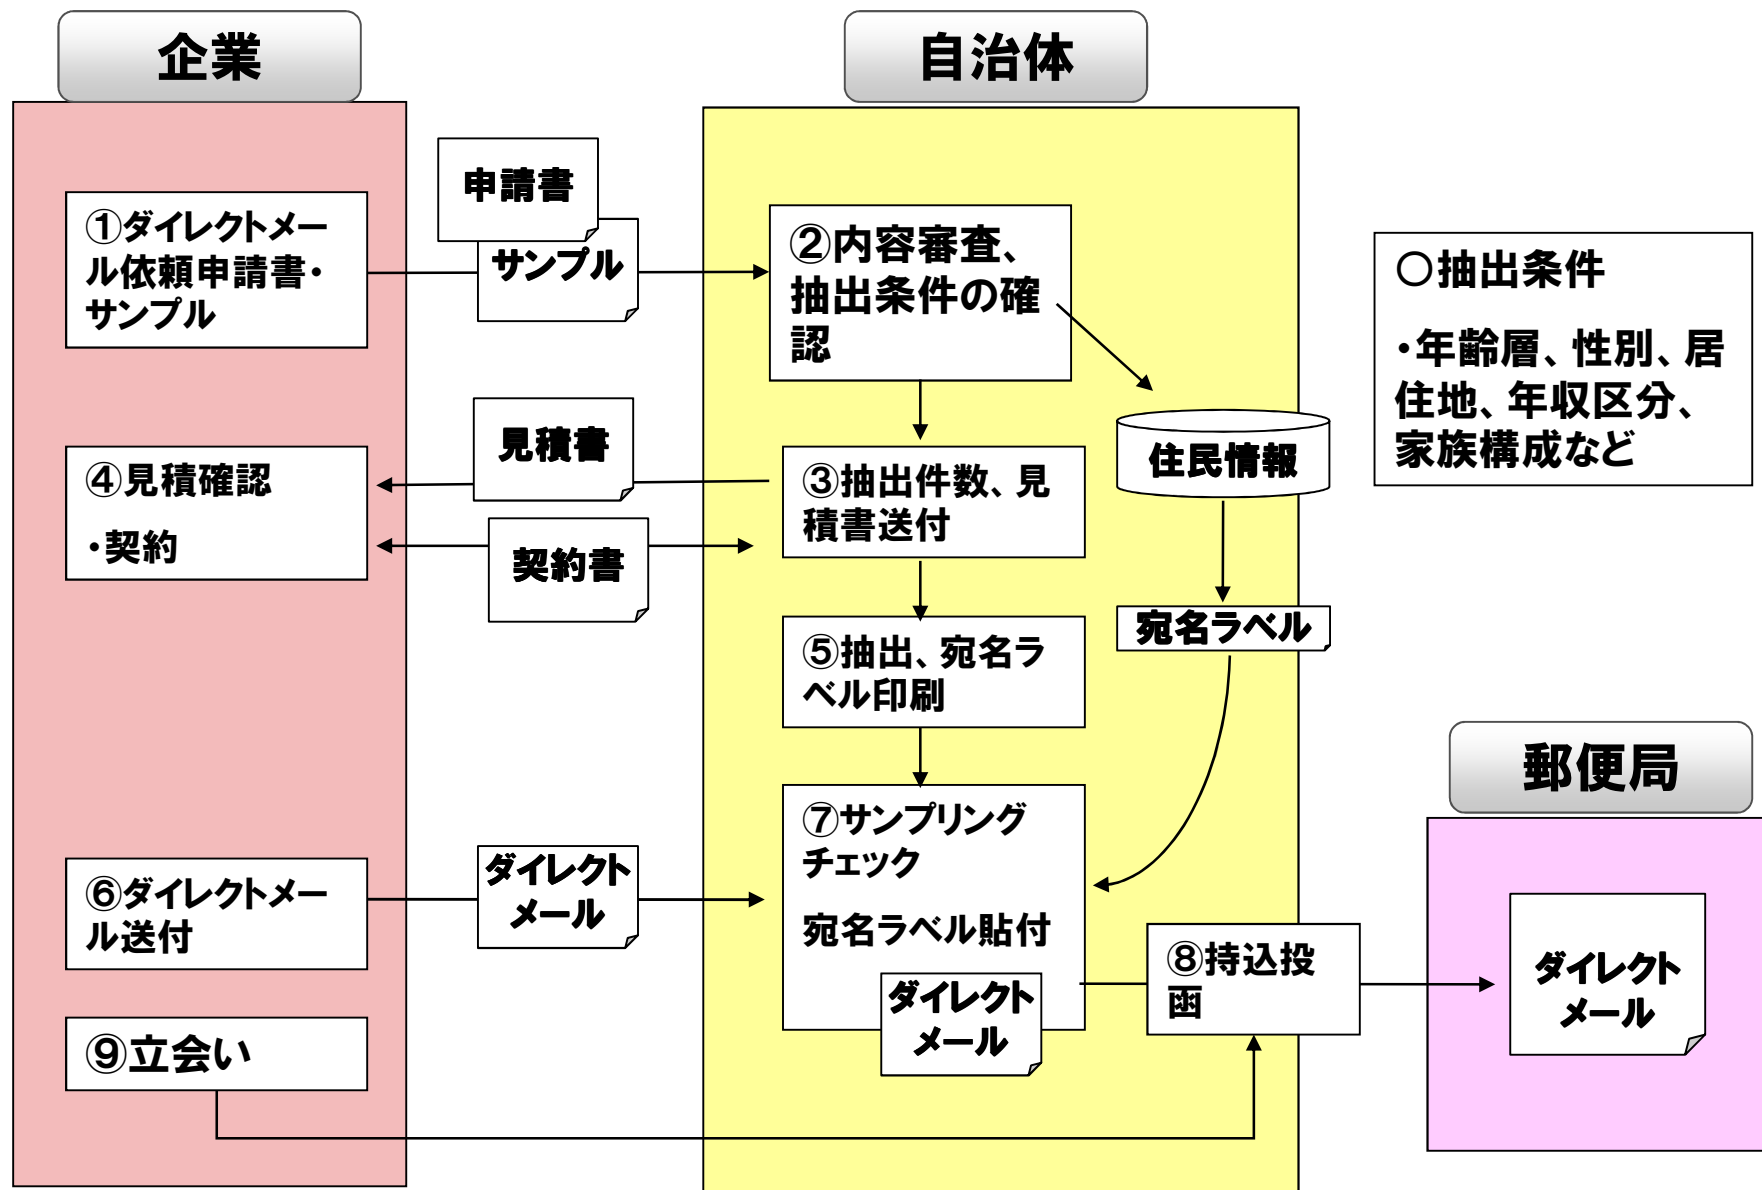 企業
自治体
①ダイレクトメー
ル依頼申請書・
サンプル
申請書
サンプル
②内容審査、
抽出条件の確
認
○抽出条件
・年齢層、性別、居
住地、年収区分、
家族構成など
住民情報
見積書
④見積確認
・契約
契約書
③抽出件数、見
積書送付
宛名ラベル
⑤抽出、宛名ラ
ベル印刷
⑥ダイレクトメー
ル送付
ダイレクト
メール
⑦サンプリング
チェック
宛名ラベル貼付
ダイレクト
メール
⑧持込投
函
郵便局
ダイレクト
メール
⑨立会い